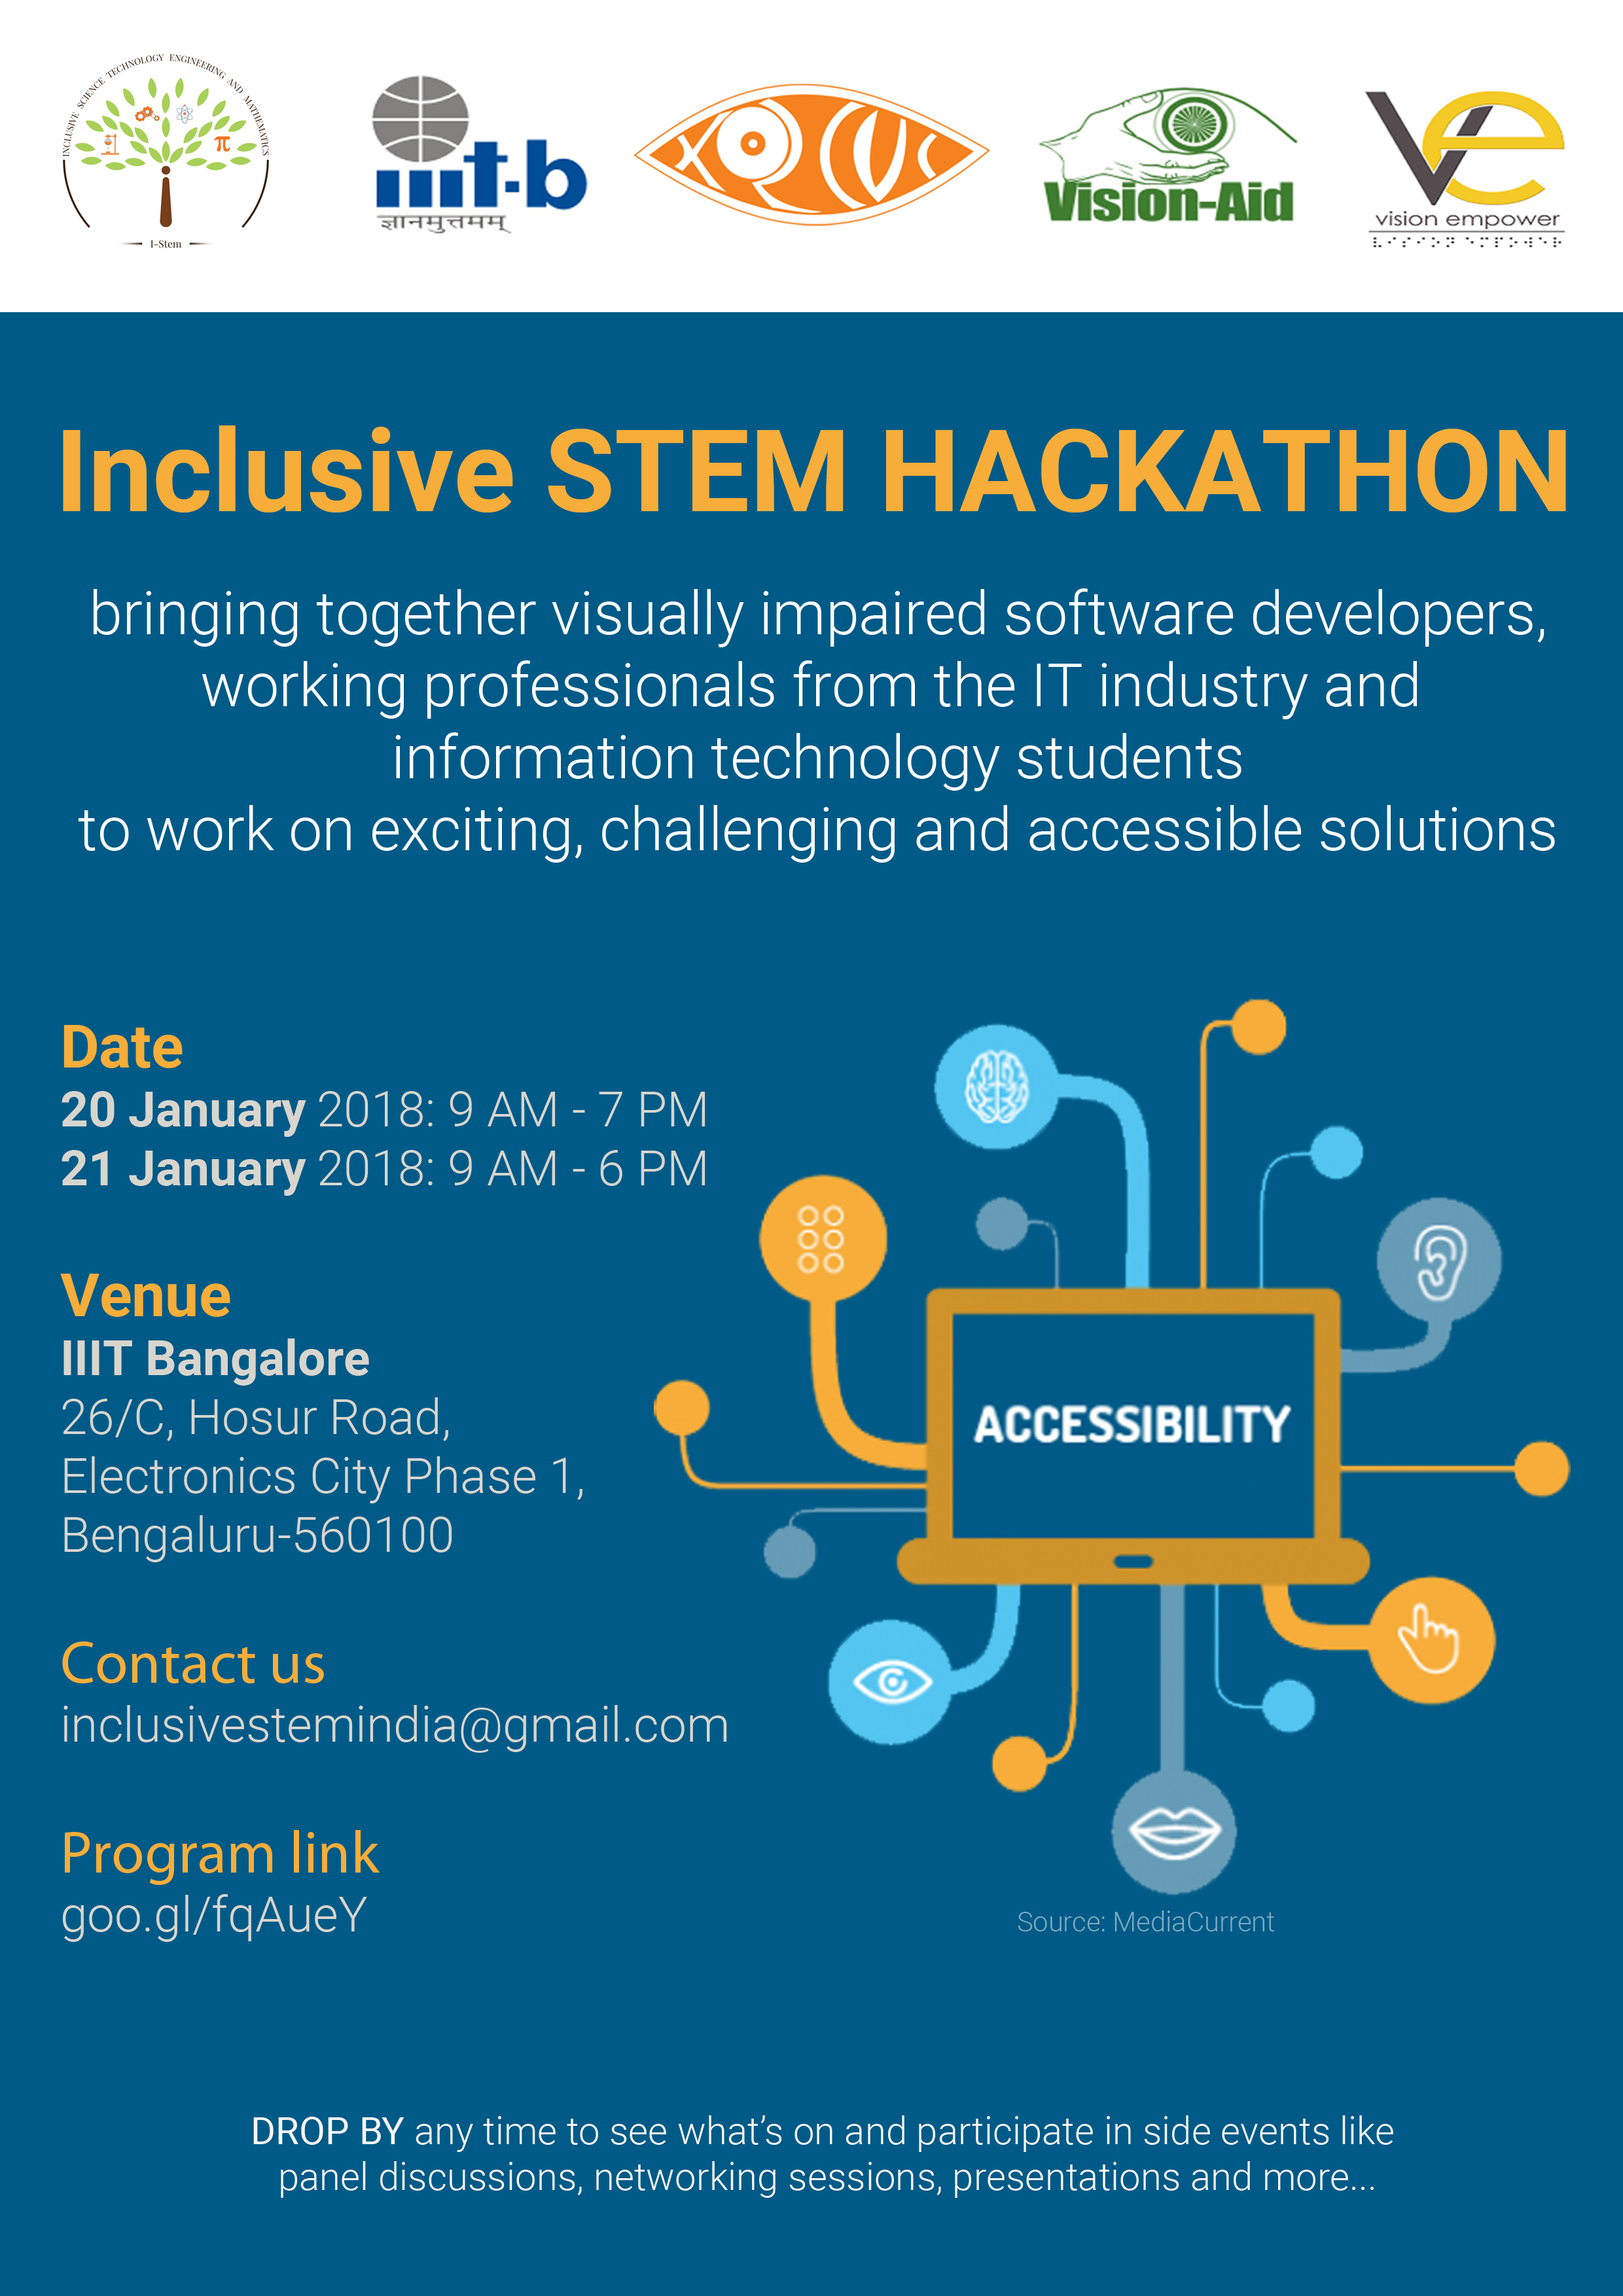 INCLUSIVE SCIENCE TECHNOLOGY ENGINEERING AND MATHEMATICS
π
I-Stem
iiit-b
ज्ञानमुत्तमम्
Vision-Aid
ve
vision empower
Inclusive STEM HACKATHON
bringing together visually impaired software developers,
working professionals from the IT industry and
information technology students
to work on exciting, challenging and accessible solutions
Date
20 January 2018: 9 AM - 7 PM
21 January 2018: 9 AM - 6 PM
Venue
IIIT Bangalore
26/C, Hosur Road,
Electronics City Phase 1,
Bengaluru-560100
Contact us
inclusivestemindia@gmail.com
Program link
goo.gl/fqAueY
ACCESSIBILITY
Source: MediaCurrent
DROP BY any time to see what’s on and participate in side events like
panel discussions, networking sessions, presentations and more...